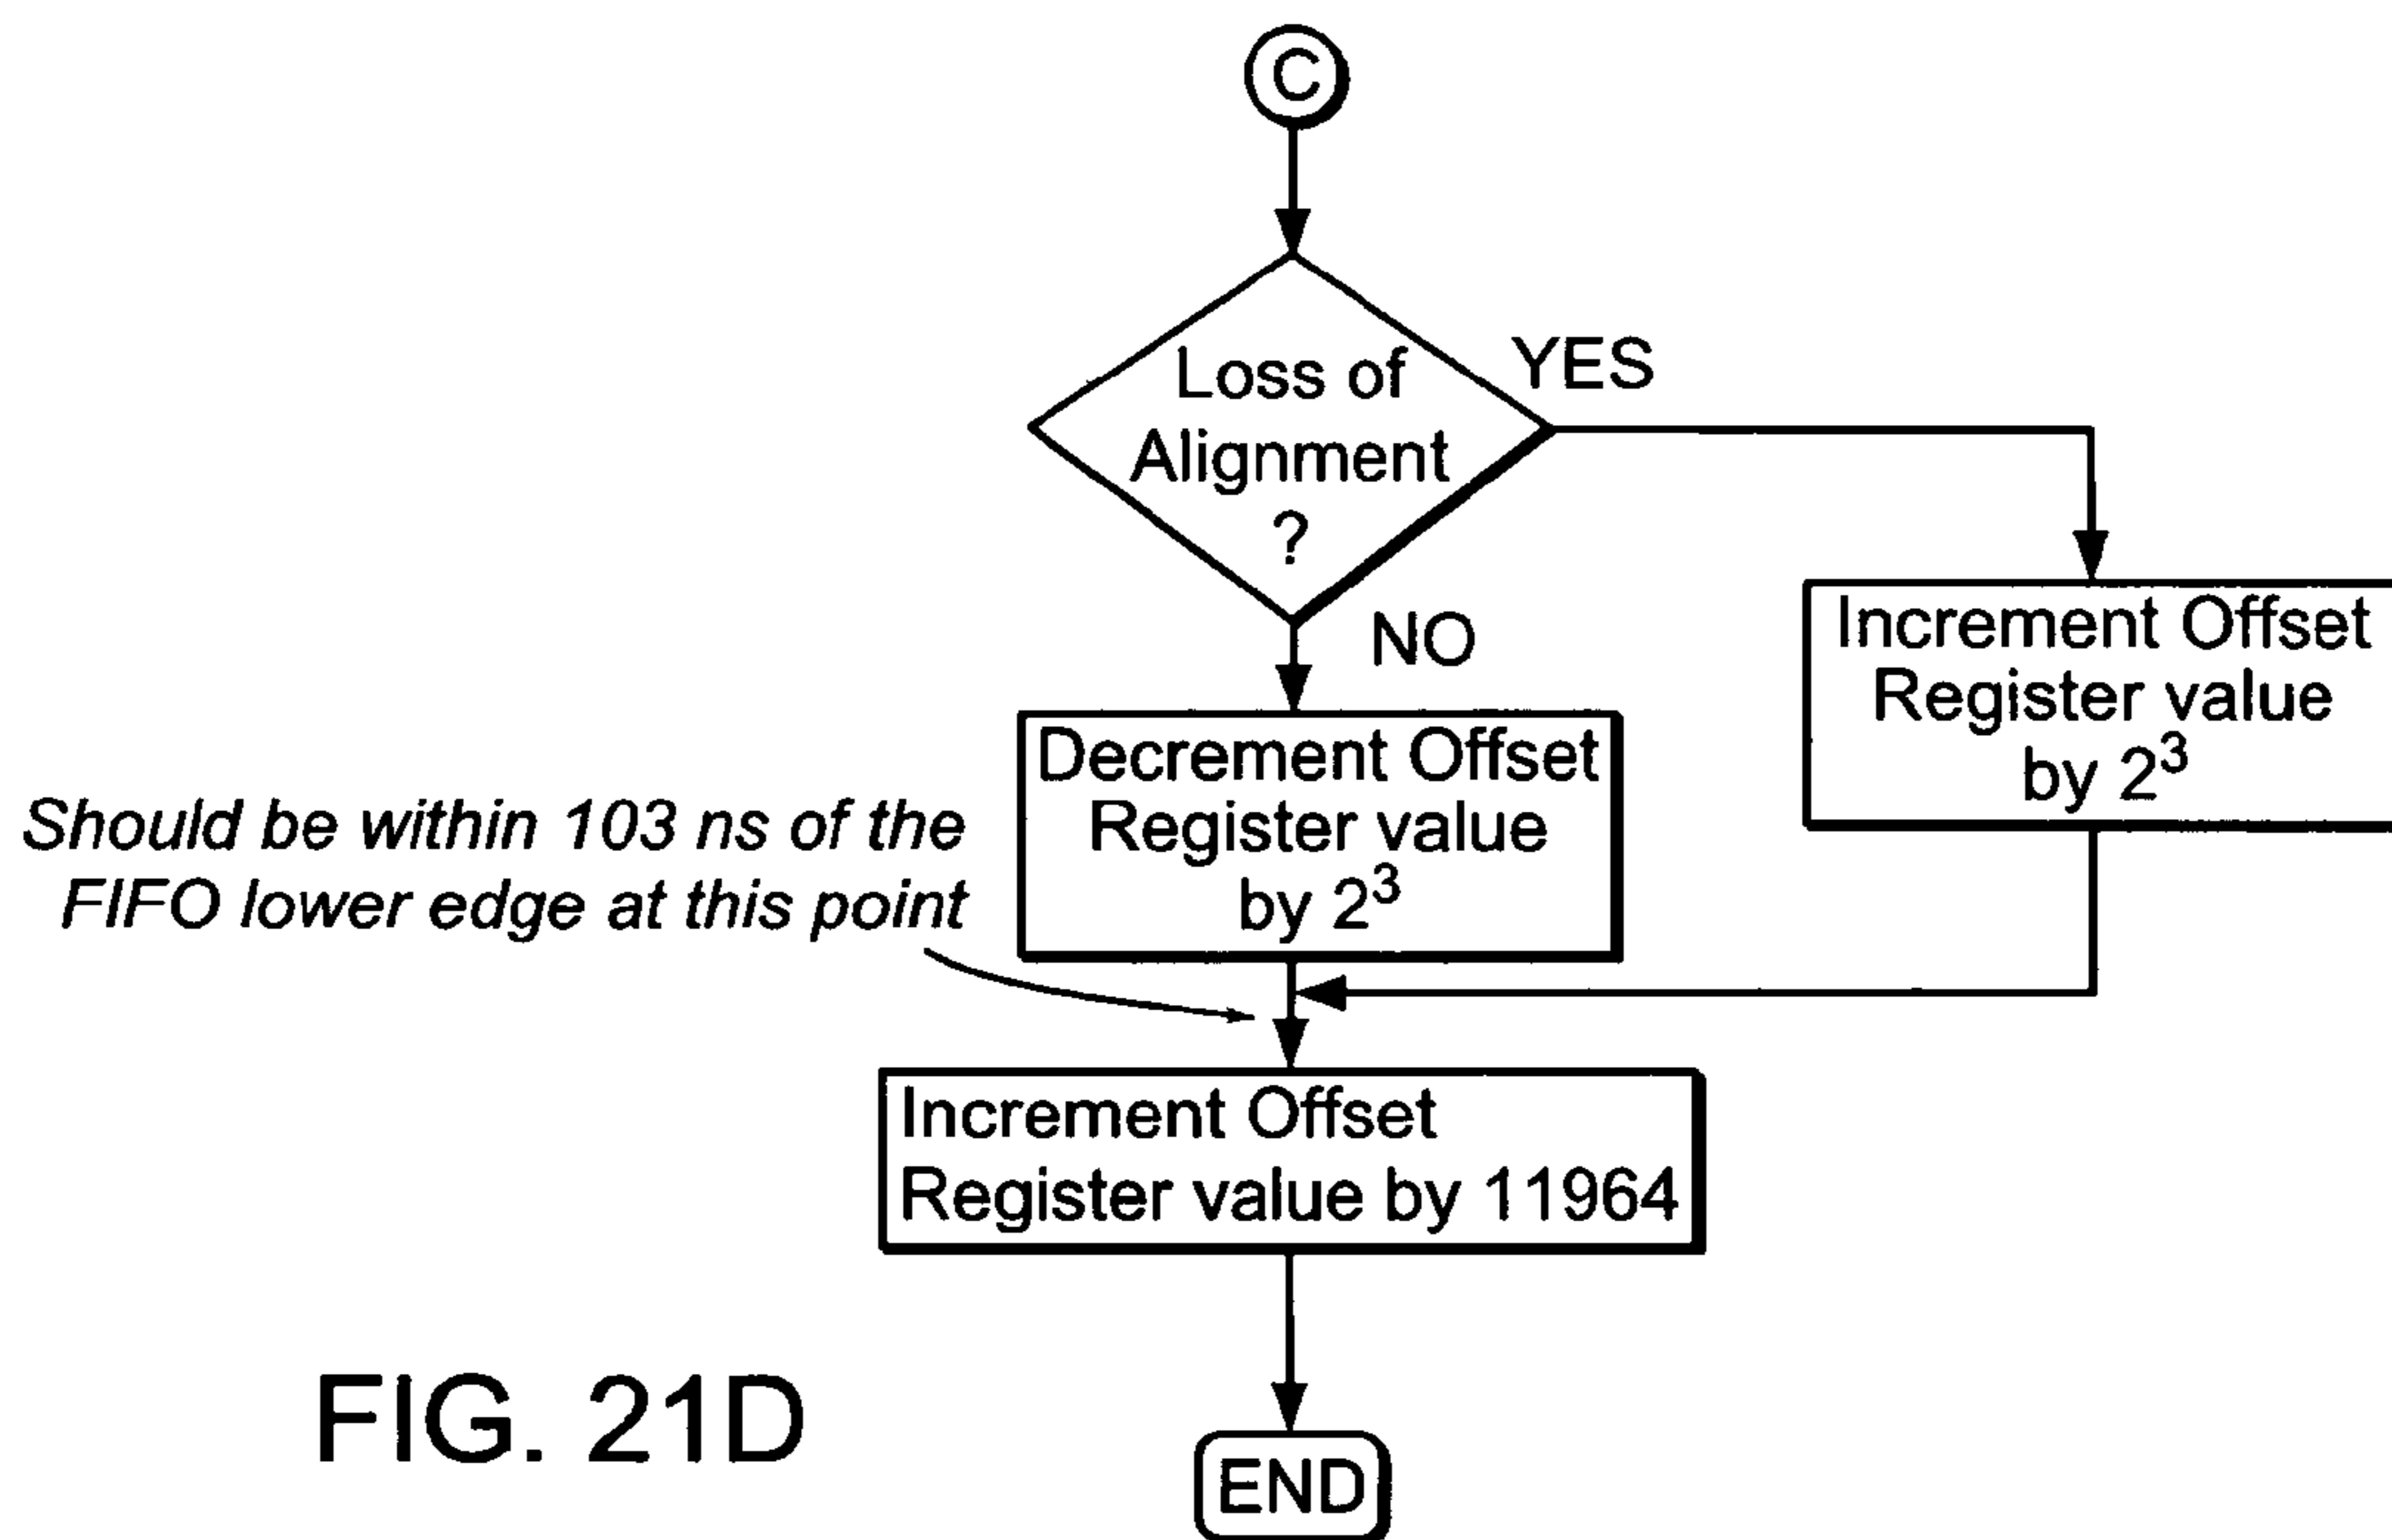 C
Loss of
Alignment
?
YES
NO
Increment Offset
Register value
by 2³
Decrement Offset
Register value
by 2³
Should be within 103 ns of the
FIFO lower edge at this point
Increment Offset
Register value by 11964
END
FIG. 21D